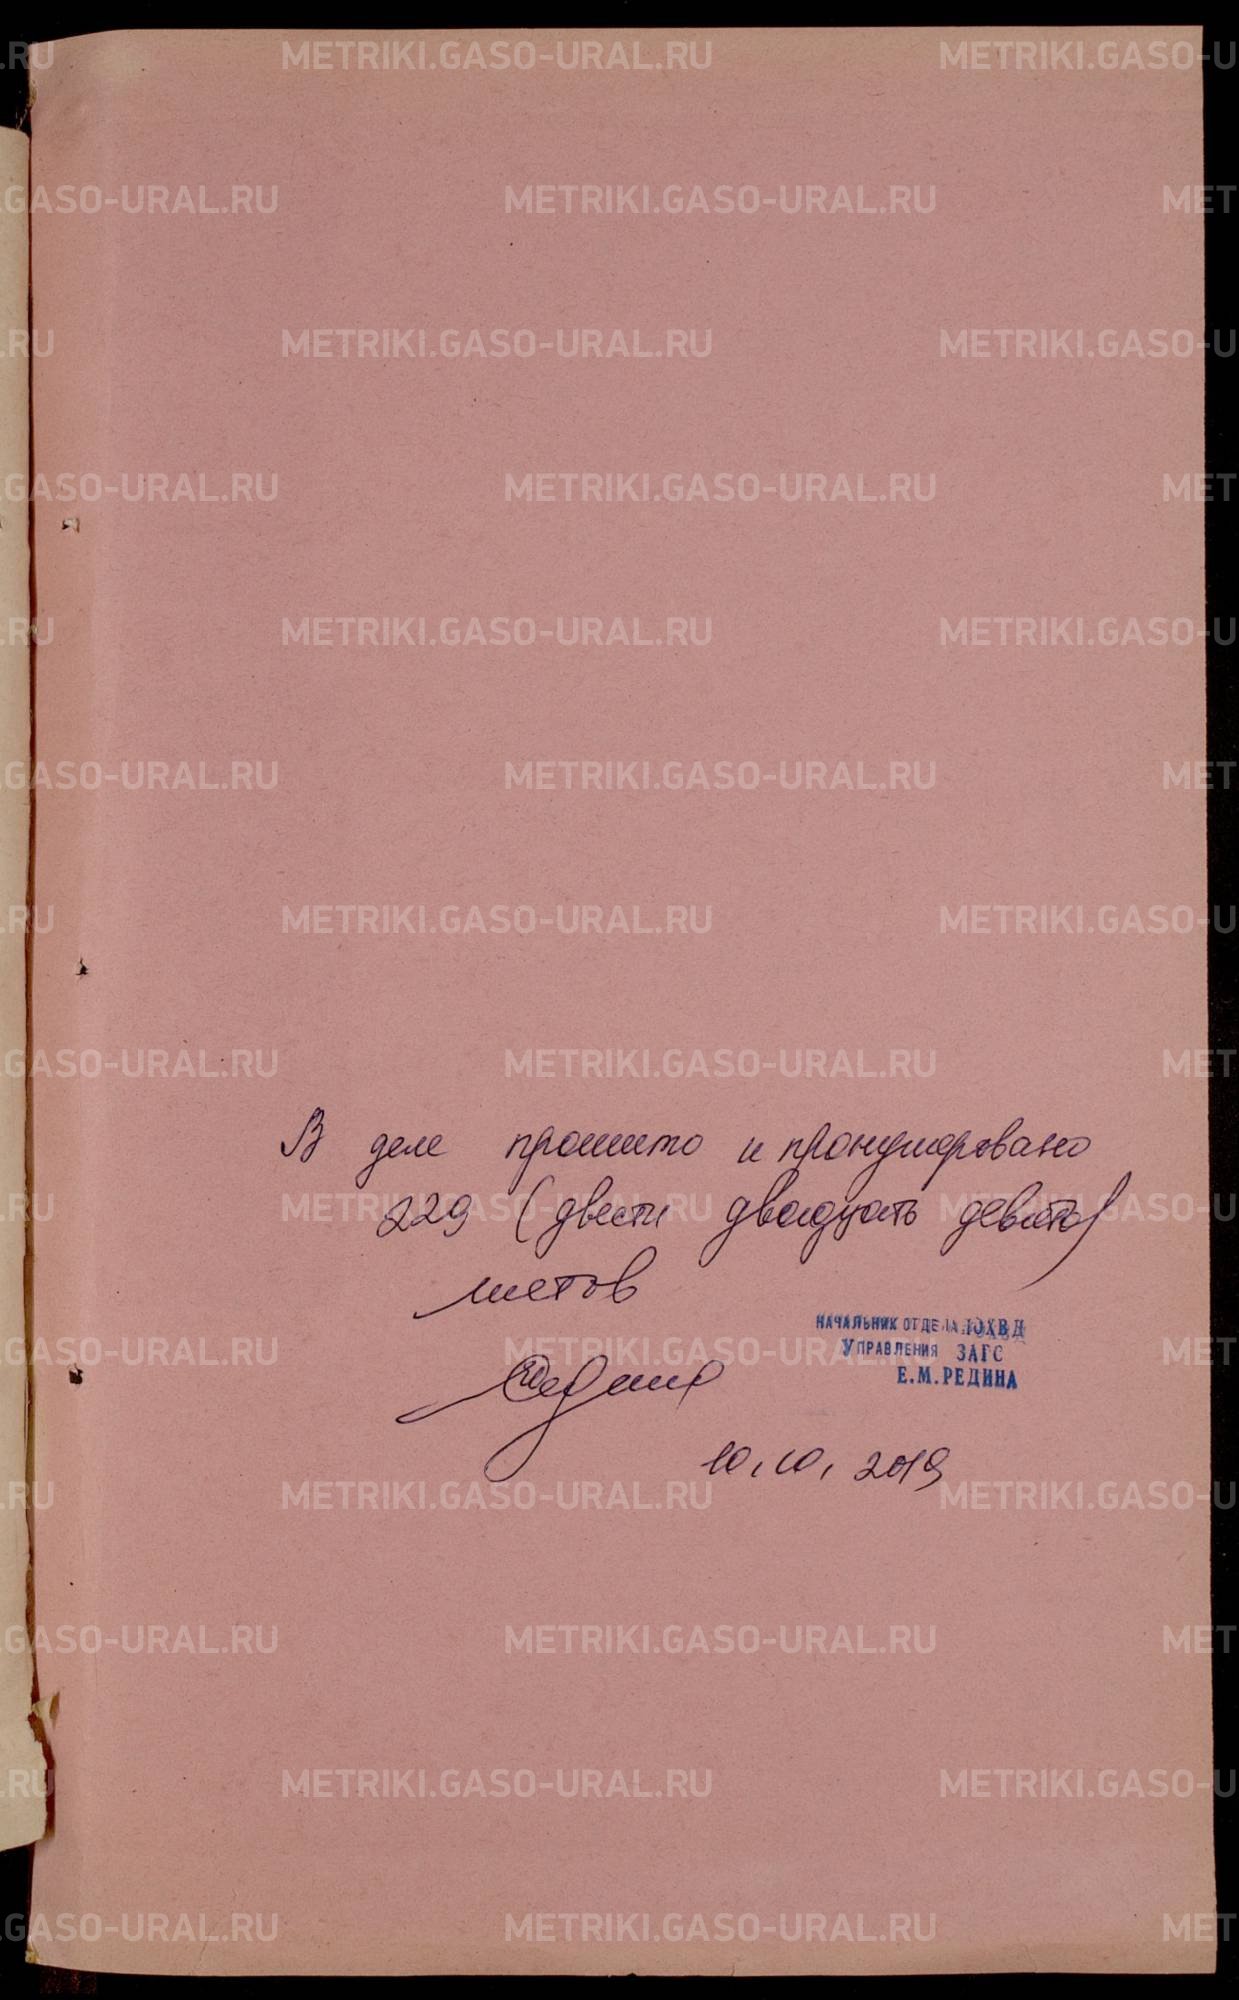 В деле прошито и пронумеровано
229 (двести двадцать девять)
листов
НАЧАЛЬНИК ОТДЕЛА ЮХВД
УПРАВЛЕНИЯ ЗАГС
Е.М.РЕДИНА
10.10.2019
METRIKI.GASO-URAL.RU